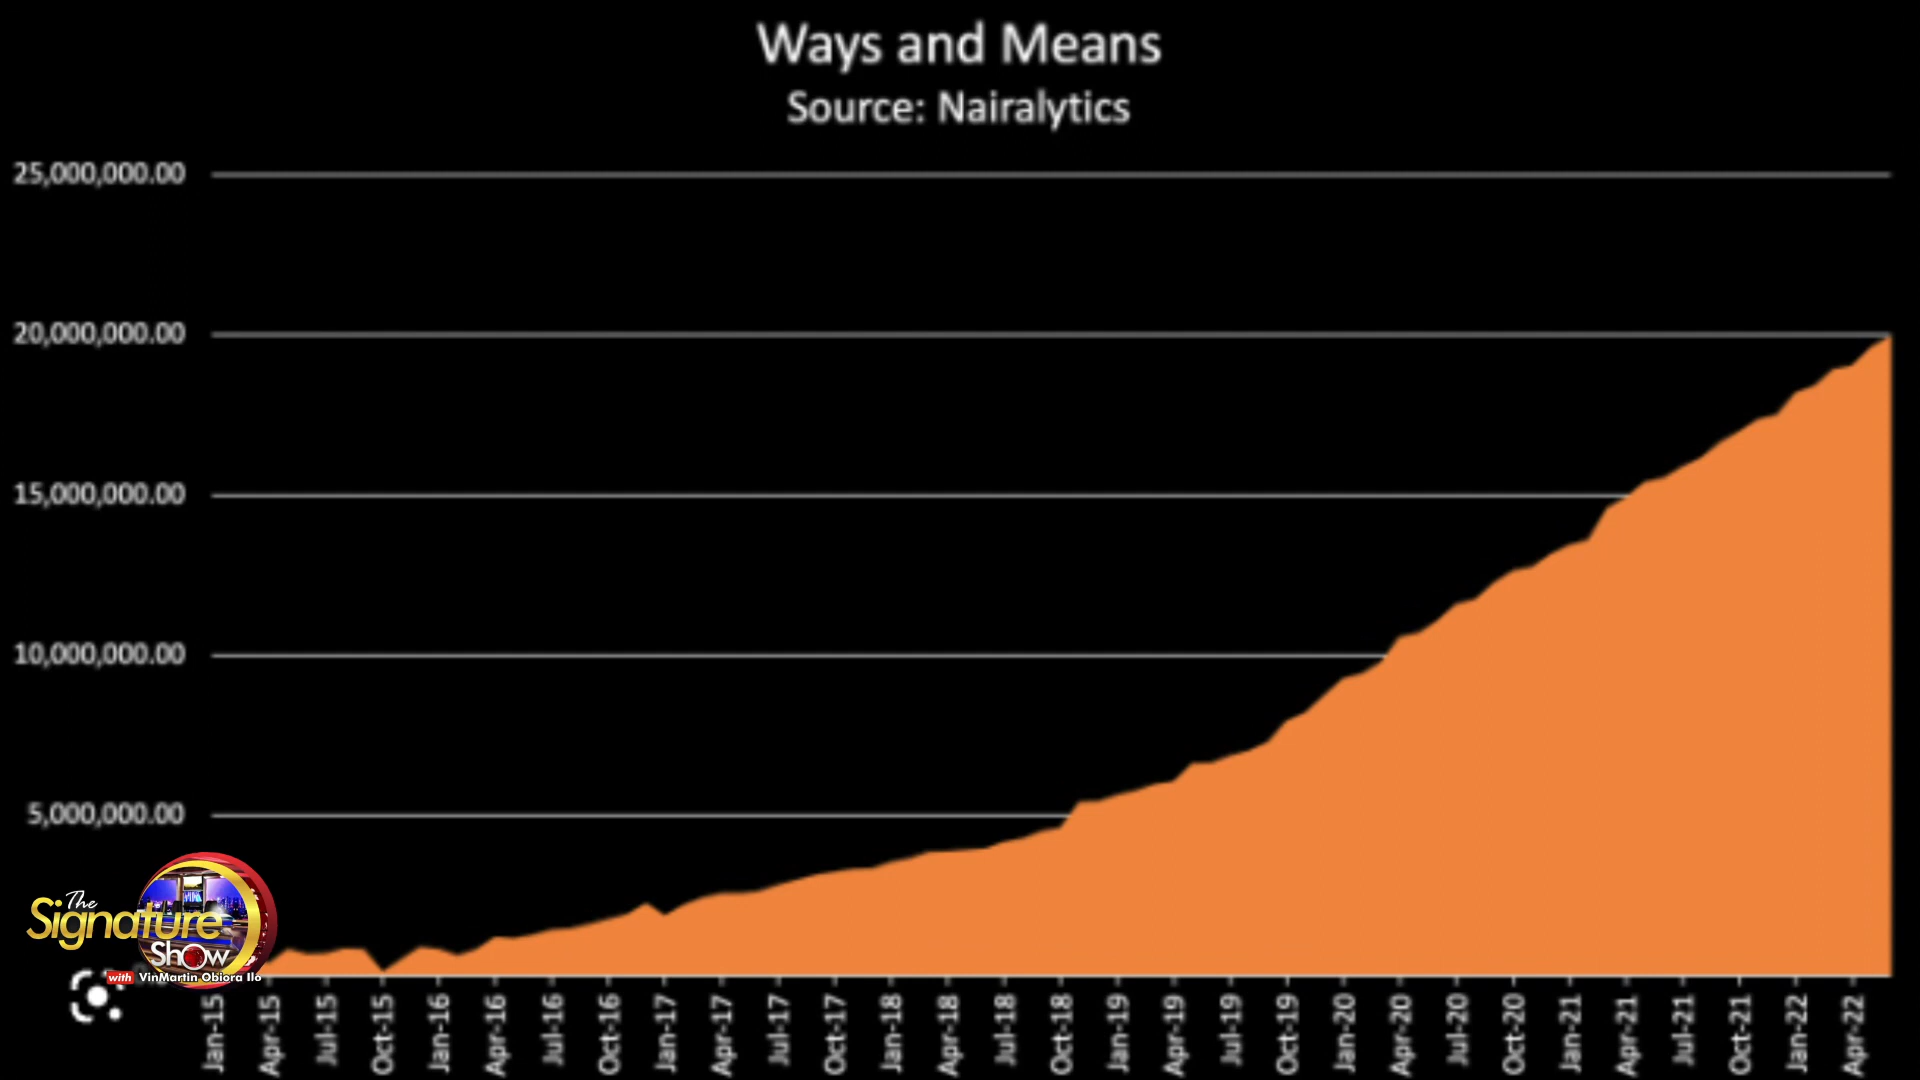 Ways and Means
Source: Nairalytics
25,000,000.00
20,000,000.00
15,000,000.00
10,000,000.00
5,000,000.00
The
Signature
Show
with VinMartin Obiora Ilo
Jan-15
Apr-15
Jul-15
Oct-15
Jan-16
Apr-16
Jul-16
Oct-16
Jan-17
Apr-17
Jul-17
Oct-17
Jan-18
Apr-18
Jul-18
Oct-18
Jan-19
Apr-19
Jul-19
Oct-19
Jan-20
Apr-20
Jul-20
Oct-20
Jan-21
Apr-21
Jul-21
Oct-21
Jan-22
Apr-22